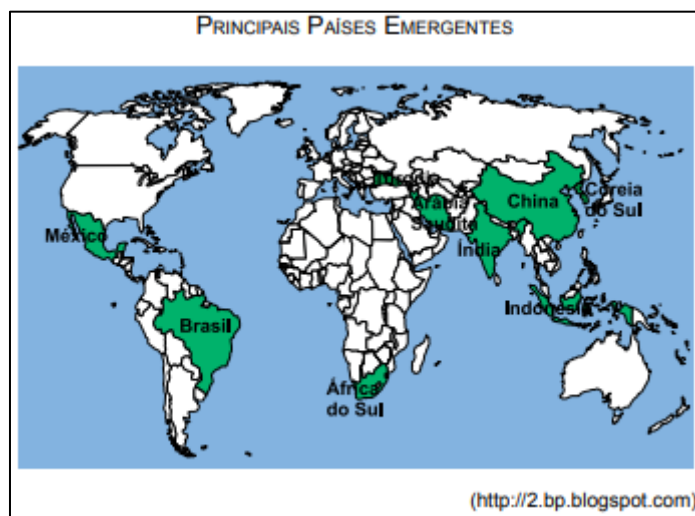 PRINCIPAIS PAÍSES EMERGENTES
Turquia
China
Coreia
do Sul
Arábia
Saudita
México
Índia
Indonésia
Brasil
África
do Sul
(http://2.bp.blogspot.com)